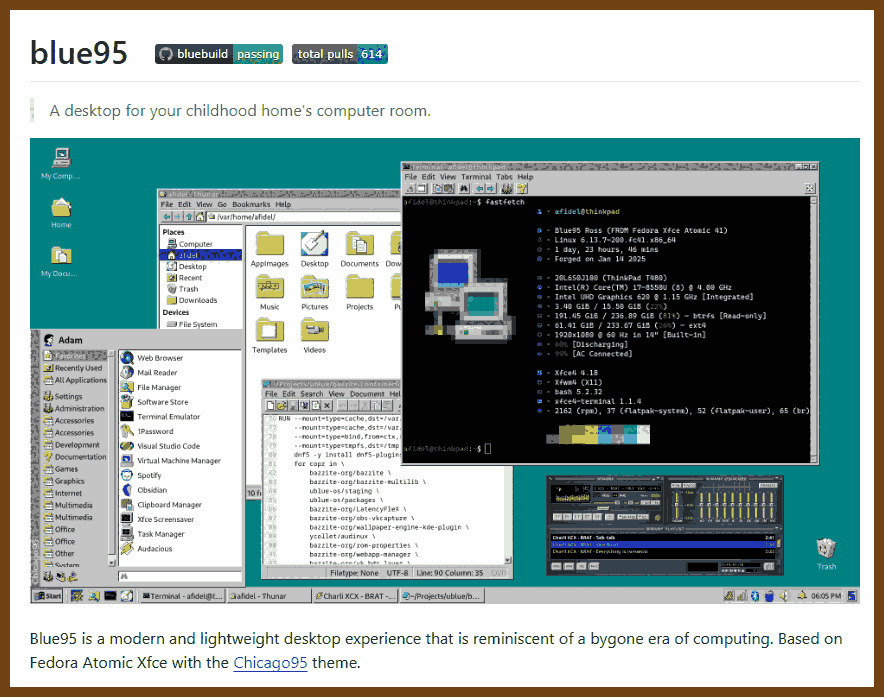 blue95
bluebuild passing
total pulls 614
A desktop for your childhood home's computer room.
My Comp...
Home
My Docu...
afidel - Thunar
File Edit View Go Bookmarks Help
/var/home/afidel/
Places
Computer
afidel
Desktop
Recent
Trash
Downloads
Devices
File System
AppImages
Desktop
Documents
Music
Pictures
Projects
Templates
Videos
Terminal - afidel@thinkpad
File Edit View Terminal Tabs Help
afidel@thinkpad:~$ fastfetch
afidel@thinkpad
Blue95 Ross (FROM Fedora Xfce Atomic 41)
Linux 6.13.7-200.fc41.x86_64
1 day, 23 hours, 46 mins
Forged on Jan 14 2025
20L6S0J100 (ThinkPad T480)
Intel(R) Core(TM) i7-8550U (8) @ 4.00 GHz
Intel UHD Graphics 620 @ 1.15 GHz [Integrated]
3.40 GiB / 15.50 GiB (22%)
191.45 GiB / 236.89 GiB (81%) - btrfs [Read-only]
61.41 GiB / 233.67 GiB (26%) - ext4
1920x1080 @ 60 Hz in 14" [Built-in]
[Discharging]
[AC Connected]
Xfce4 4.18
Xfwm4 (X11)
bash 5.2.32
xfce4-terminal 1.1.4
2162 (rpm), 37 (flatpak-system), 52 (flatpak-user), 65 (br)
afidel@thinkpad:~$
Adam
Favorites
Recently Used
All Applications
Settings
Administration
Accessories
Accessories
Development
Documentation
Games
Graphics
Internet
Multimedia
Multimedia
Office
Office
Other
System
Web Browser
Mail Reader
File Manager
Software Store
Terminal Emulator
1Password
Visual Studio Code
Virtual Machine Manager
Spotify
Obsidian
Clipboard Manager
Xfce Screensaver
Task Manager
Audacious
File Edit Search View Document Help
RUN --mount=type=cache,dst=/var.
--mount=type=cache,dst=/var.
--mount=type=bind,from=ctx,s
--mount=type=tmpfs,dst=/tmp
dnf5 -y install dnf5-plugins
for copr in \
bazzite-org/bazzite \
bazzite-org/bazzite-multilib \
ublue-os/staging \
ublue-os/packages \
bazzite-org/LatencyFleX \
bazzite-org/obs-vkcapture \
bazzite-org/wallpaper-engine-kde-plugin \
ycollet/audinux \
bazzite-org/rom-properties \
bazzite-org/webapp-manager \
Filetype: None UTF-8 Line: 90 Column: 35 OVR
Charli XCX - BRAT - Talk talk
Charli XCX - BRAT - Everything is romantic
Trash
Start
Terminal - afidel@t...
afidel - Thunar
Charli XCX - BRAT -...
~/Projects/ublue/b...
06:05 PM
Blue95 is a modern and lightweight desktop experience that is reminiscent of a bygone era of computing. Based on
Fedora Atomic Xfce with the Chicago95 theme.